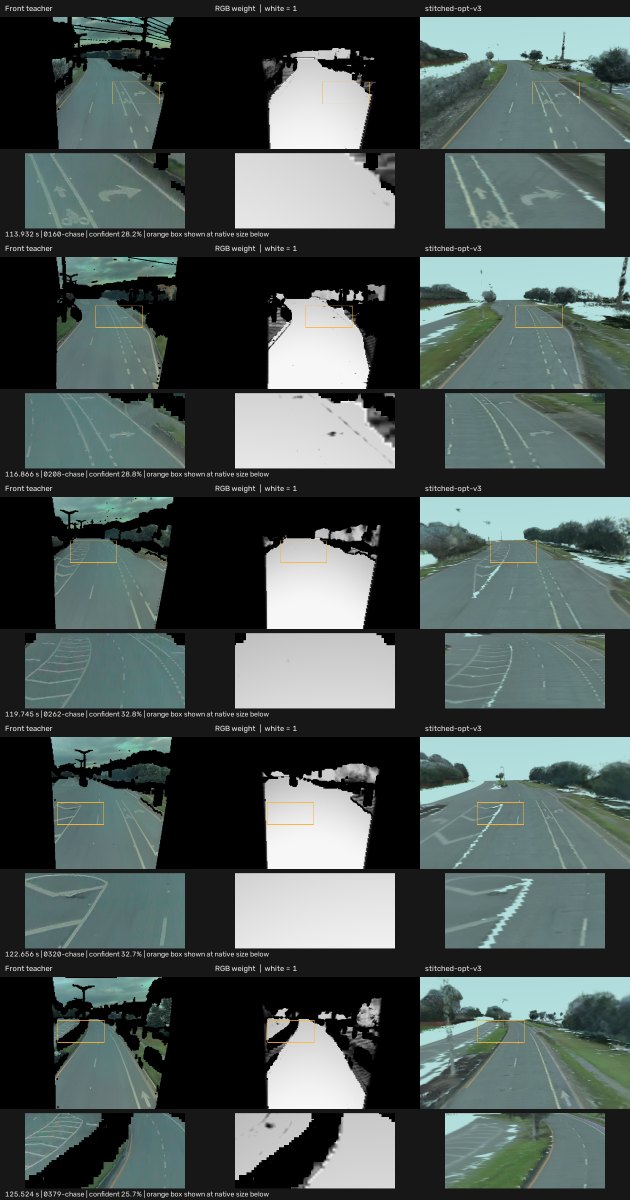 Front teacher RGB weight | white = 1 stitched-opt-v3
113.932 s | 0160-chase | confident 28.2% | orange box shown at native size below
Front teacher RGB weight | white = 1 stitched-opt-v3
116.866 s | 0208-chase | confident 28.8% | orange box shown at native size below
Front teacher RGB weight | white = 1 stitched-opt-v3
119.745 s | 0262-chase | confident 32.8% | orange box shown at native size below
Front teacher RGB weight | white = 1 stitched-opt-v3
122.656 s | 0320-chase | confident 32.7% | orange box shown at native size below
Front teacher RGB weight | white = 1 stitched-opt-v3
125.524 s | 0379-chase | confident 25.7% | orange box shown at native size below